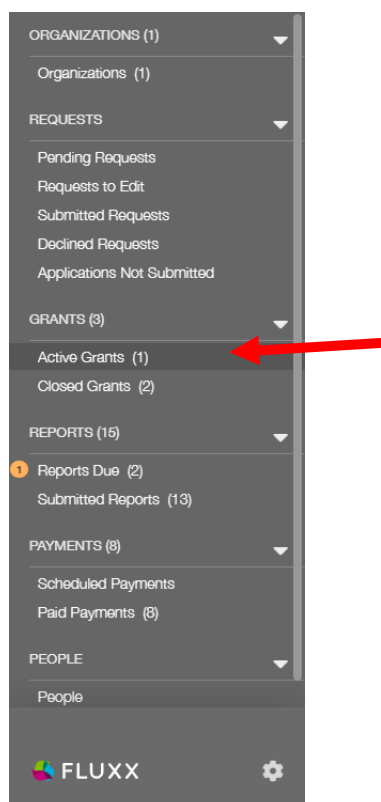 ORGANIZATIONS (1)
Organizations (1)
REQUESTS
Pending Requests
Requests to Edit
Submitted Requests
Declined Requests
Applications Not Submitted
GRANTS (3)
Active Grants (1)
Closed Grants (2)
REPORTS (15)
1 Reports Due (2)
Submitted Reports (13)
PAYMENTS (8)
Scheduled Payments
Paid Payments (8)
PEOPLE
People
FLUXX